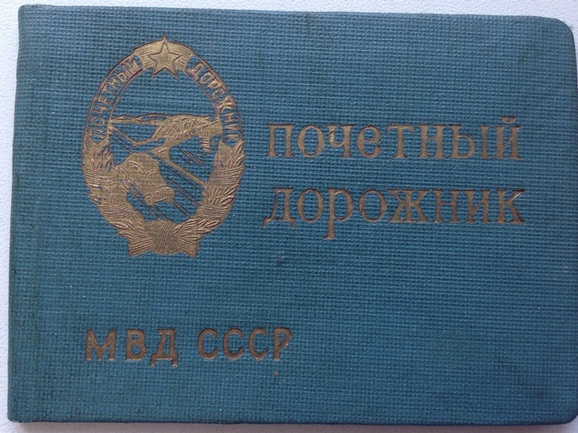 ПОЧЕТНЫЙ ДОРОЖНИК
почетный
дорожник
МВД СССР